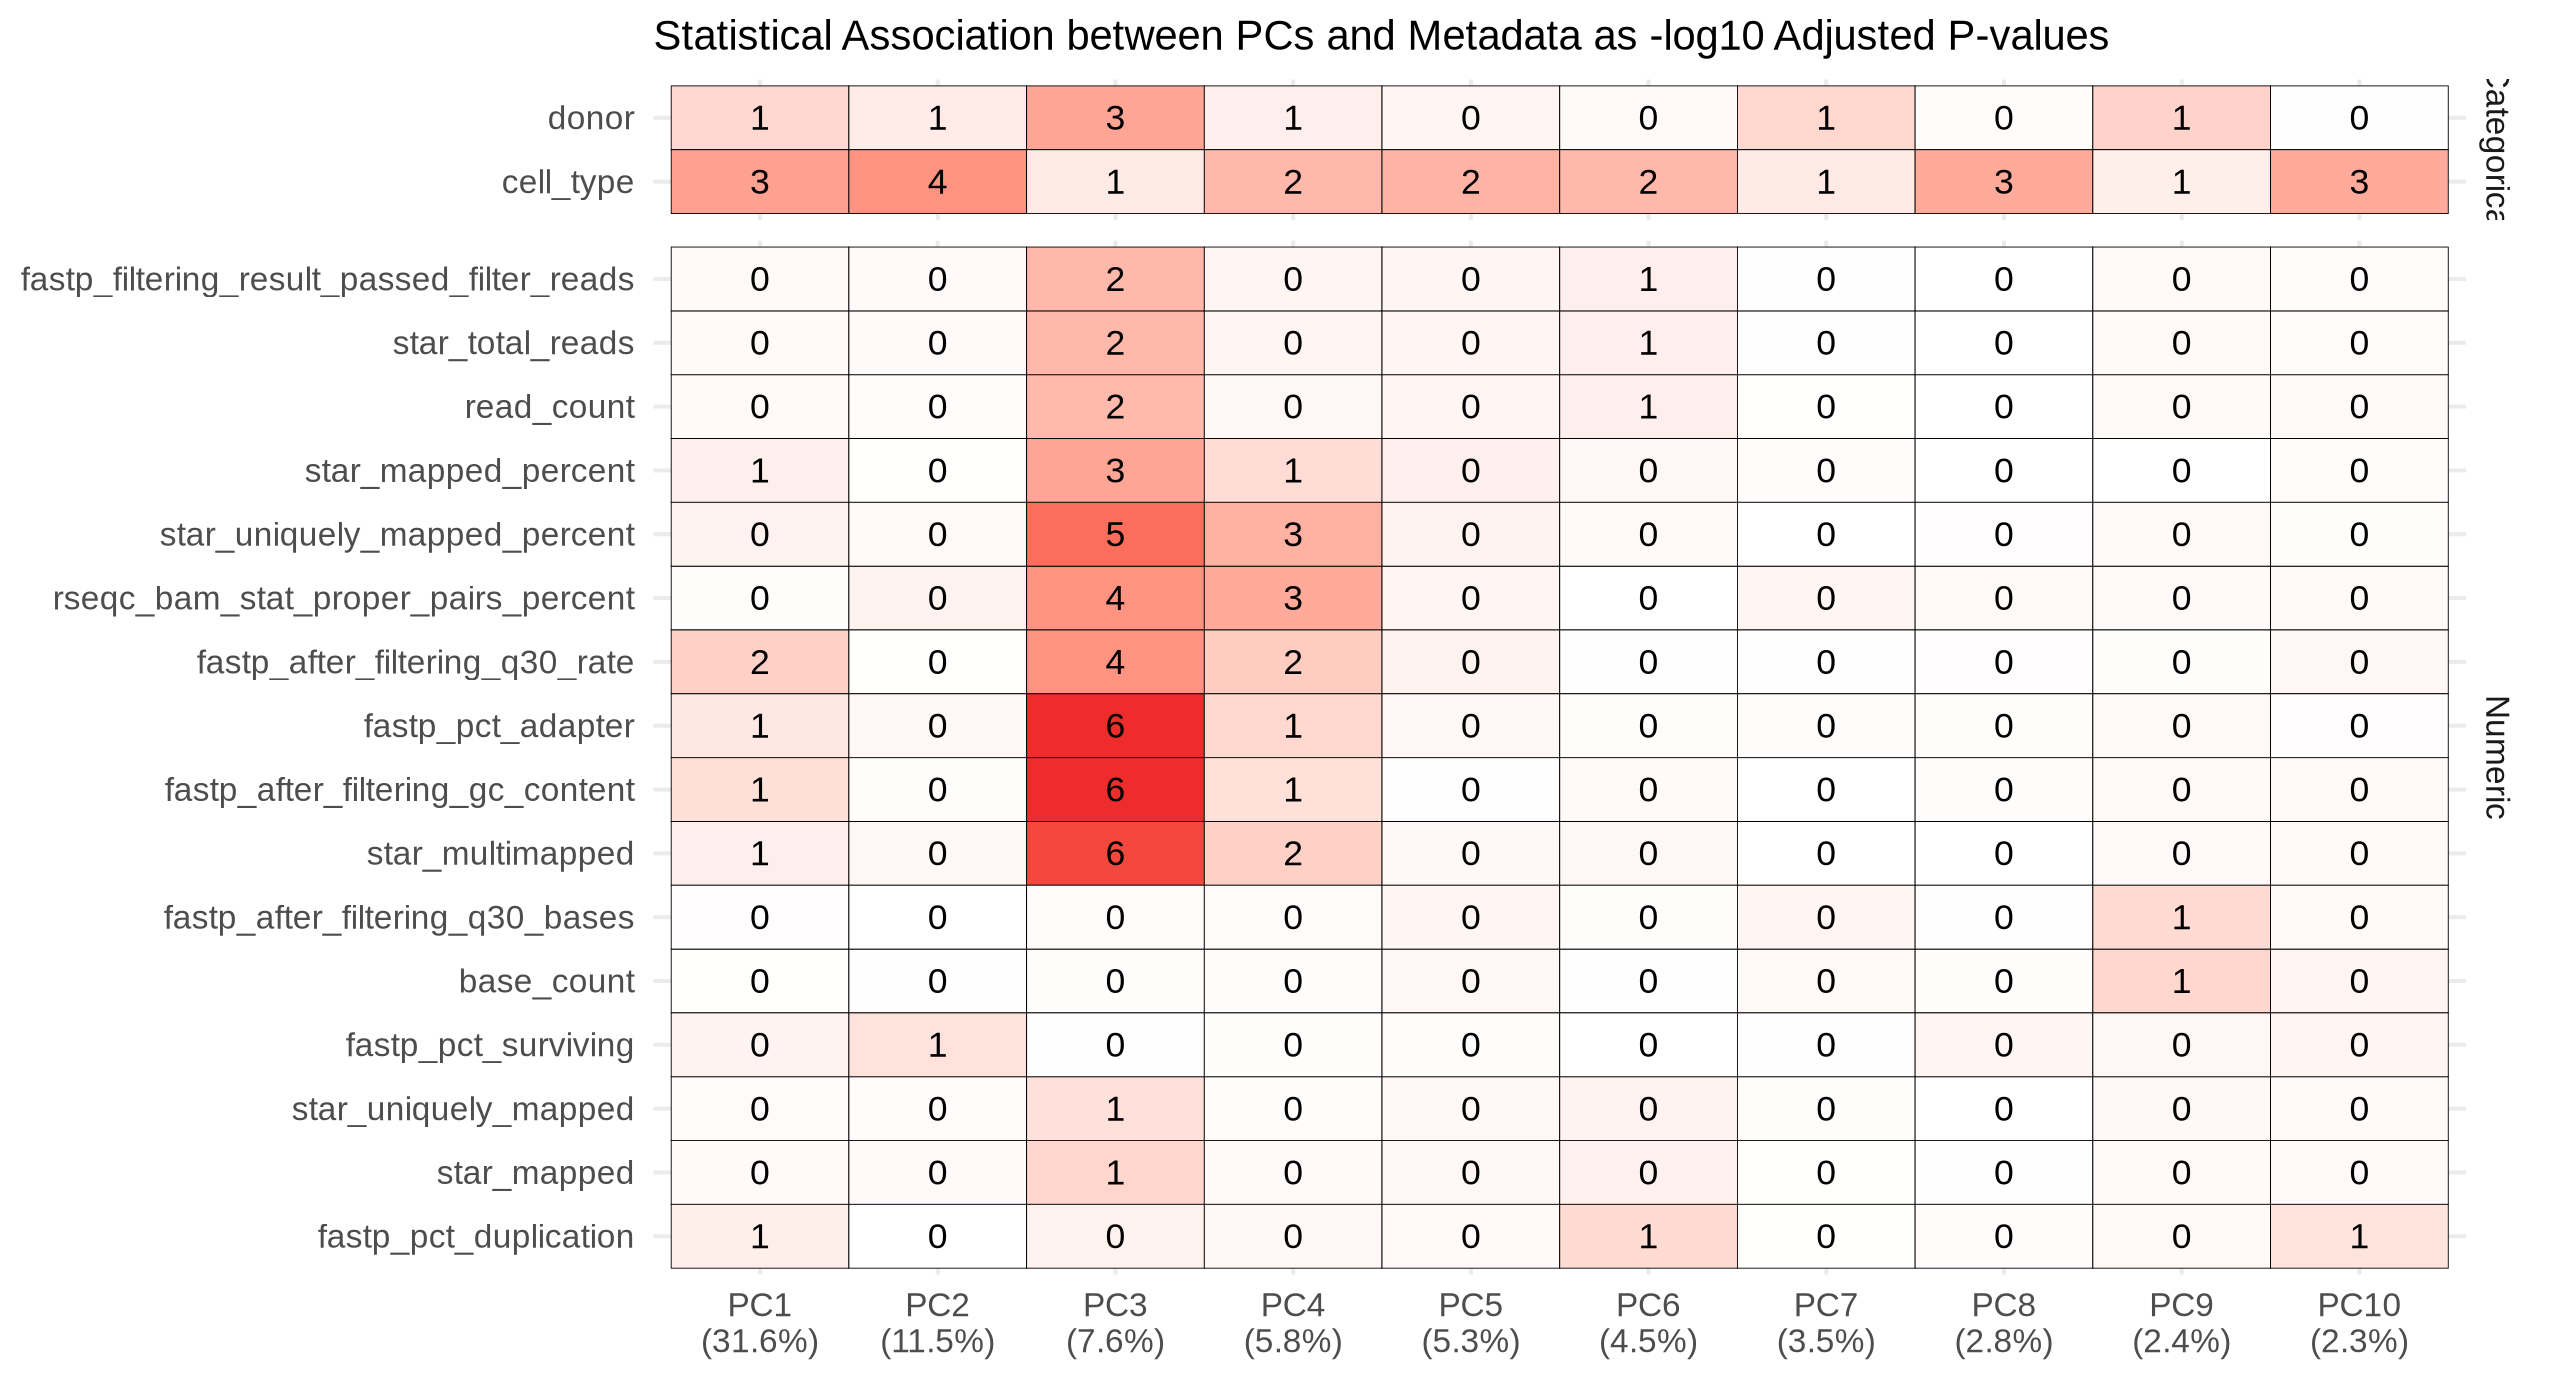 Statistical Association between PCs and Metadata as -log10 Adjusted P-values
donor 1 1 3 1 0 0 1 0 1 0
cell_type 3 4 1 2 2 2 1 3 1 3
fastp_filtering_result_passed_filter_reads 0 0 2 0 0 1 0 0 0 0
star_total_reads 0 0 2 0 0 1 0 0 0 0
read_count 0 0 2 0 0 1 0 0 0 0
star_mapped_percent 1 0 3 1 0 0 0 0 0 0
star_uniquely_mapped_percent 0 0 5 3 0 0 0 0 0 0
rseqc_bam_stat_proper_pairs_percent 0 0 4 3 0 0 0 0 0 0
fastp_after_filtering_q30_rate 2 0 4 2 0 0 0 0 0 0
fastp_pct_adapter 1 0 6 1 0 0 0 0 0 0
fastp_after_filtering_gc_content 1 0 6 1 0 0 0 0 0 0
star_multimapped 1 0 6 2 0 0 0 0 0 0
fastp_after_filtering_q30_bases 0 0 0 0 0 0 0 0 1 0
base_count 0 0 0 0 0 0 0 0 1 0
fastp_pct_surviving 0 1 0 0 0 0 0 0 0 0
star_uniquely_mapped 0 0 1 0 0 0 0 0 0 0
star_mapped 0 0 1 0 0 0 0 0 0 0
fastp_pct_duplication 1 0 0 0 0 1 0 0 0 1
PC1 PC2 PC3 PC4 PC5 PC6 PC7 PC8 PC9 PC10
(31.6%) (11.5%) (7.6%) (5.8%) (5.3%) (4.5%) (3.5%) (2.8%) (2.4%) (2.3%)
Numeric